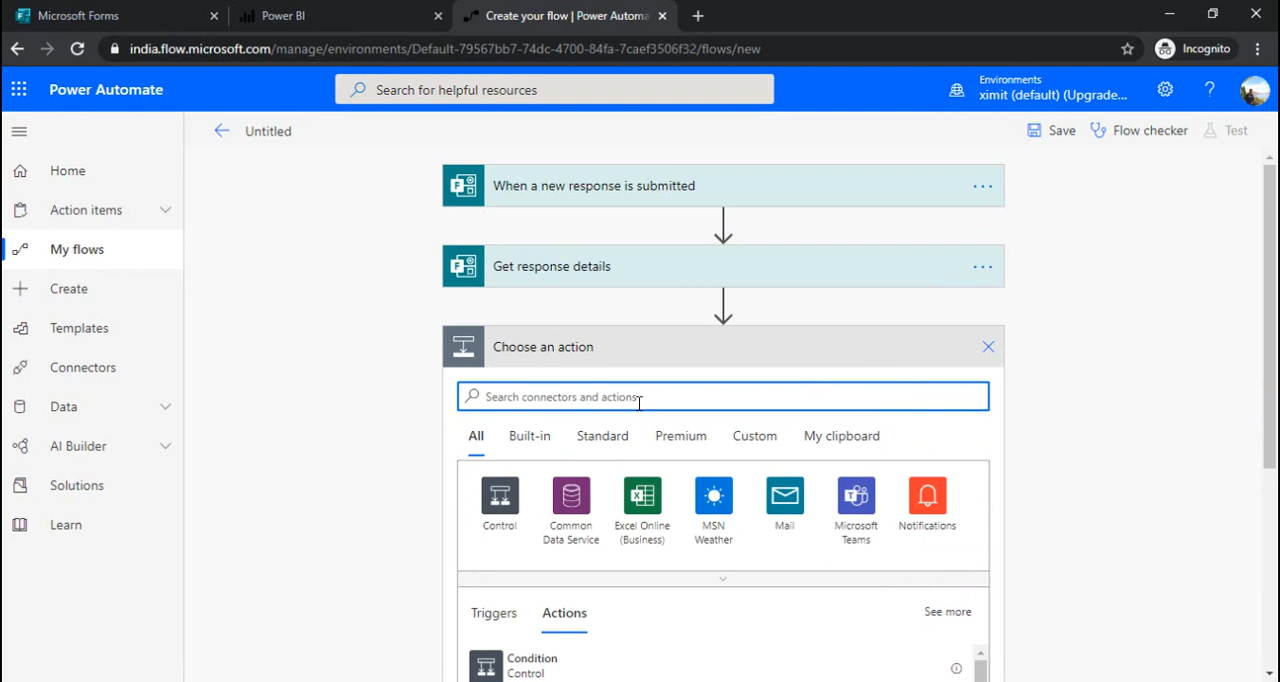 Microsoft Forms
Power BI
Create your flow | Power Automa
india.flow.microsoft.com/manage/environments/Default-79567bb7-74dc-4700-84fa-7caef3506f32/flows/new
Incognito
Power Automate
Search for helpful resources
Environments
ximit (default) (Upgrade...
Untitled
Save
Flow checker
Test
Home
Action items
My flows
Create
Templates
Connectors
Data
AI Builder
Solutions
Learn
When a new response is submitted
Get response details
Choose an action
Search connectors and actions
All
Built-in
Standard
Premium
Custom
My clipboard
Control
Common
Data Service
Excel Online
(Business)
MSN
Weather
Mail
Microsoft
Teams
Notifications
Triggers
Actions
See more
Condition
Control